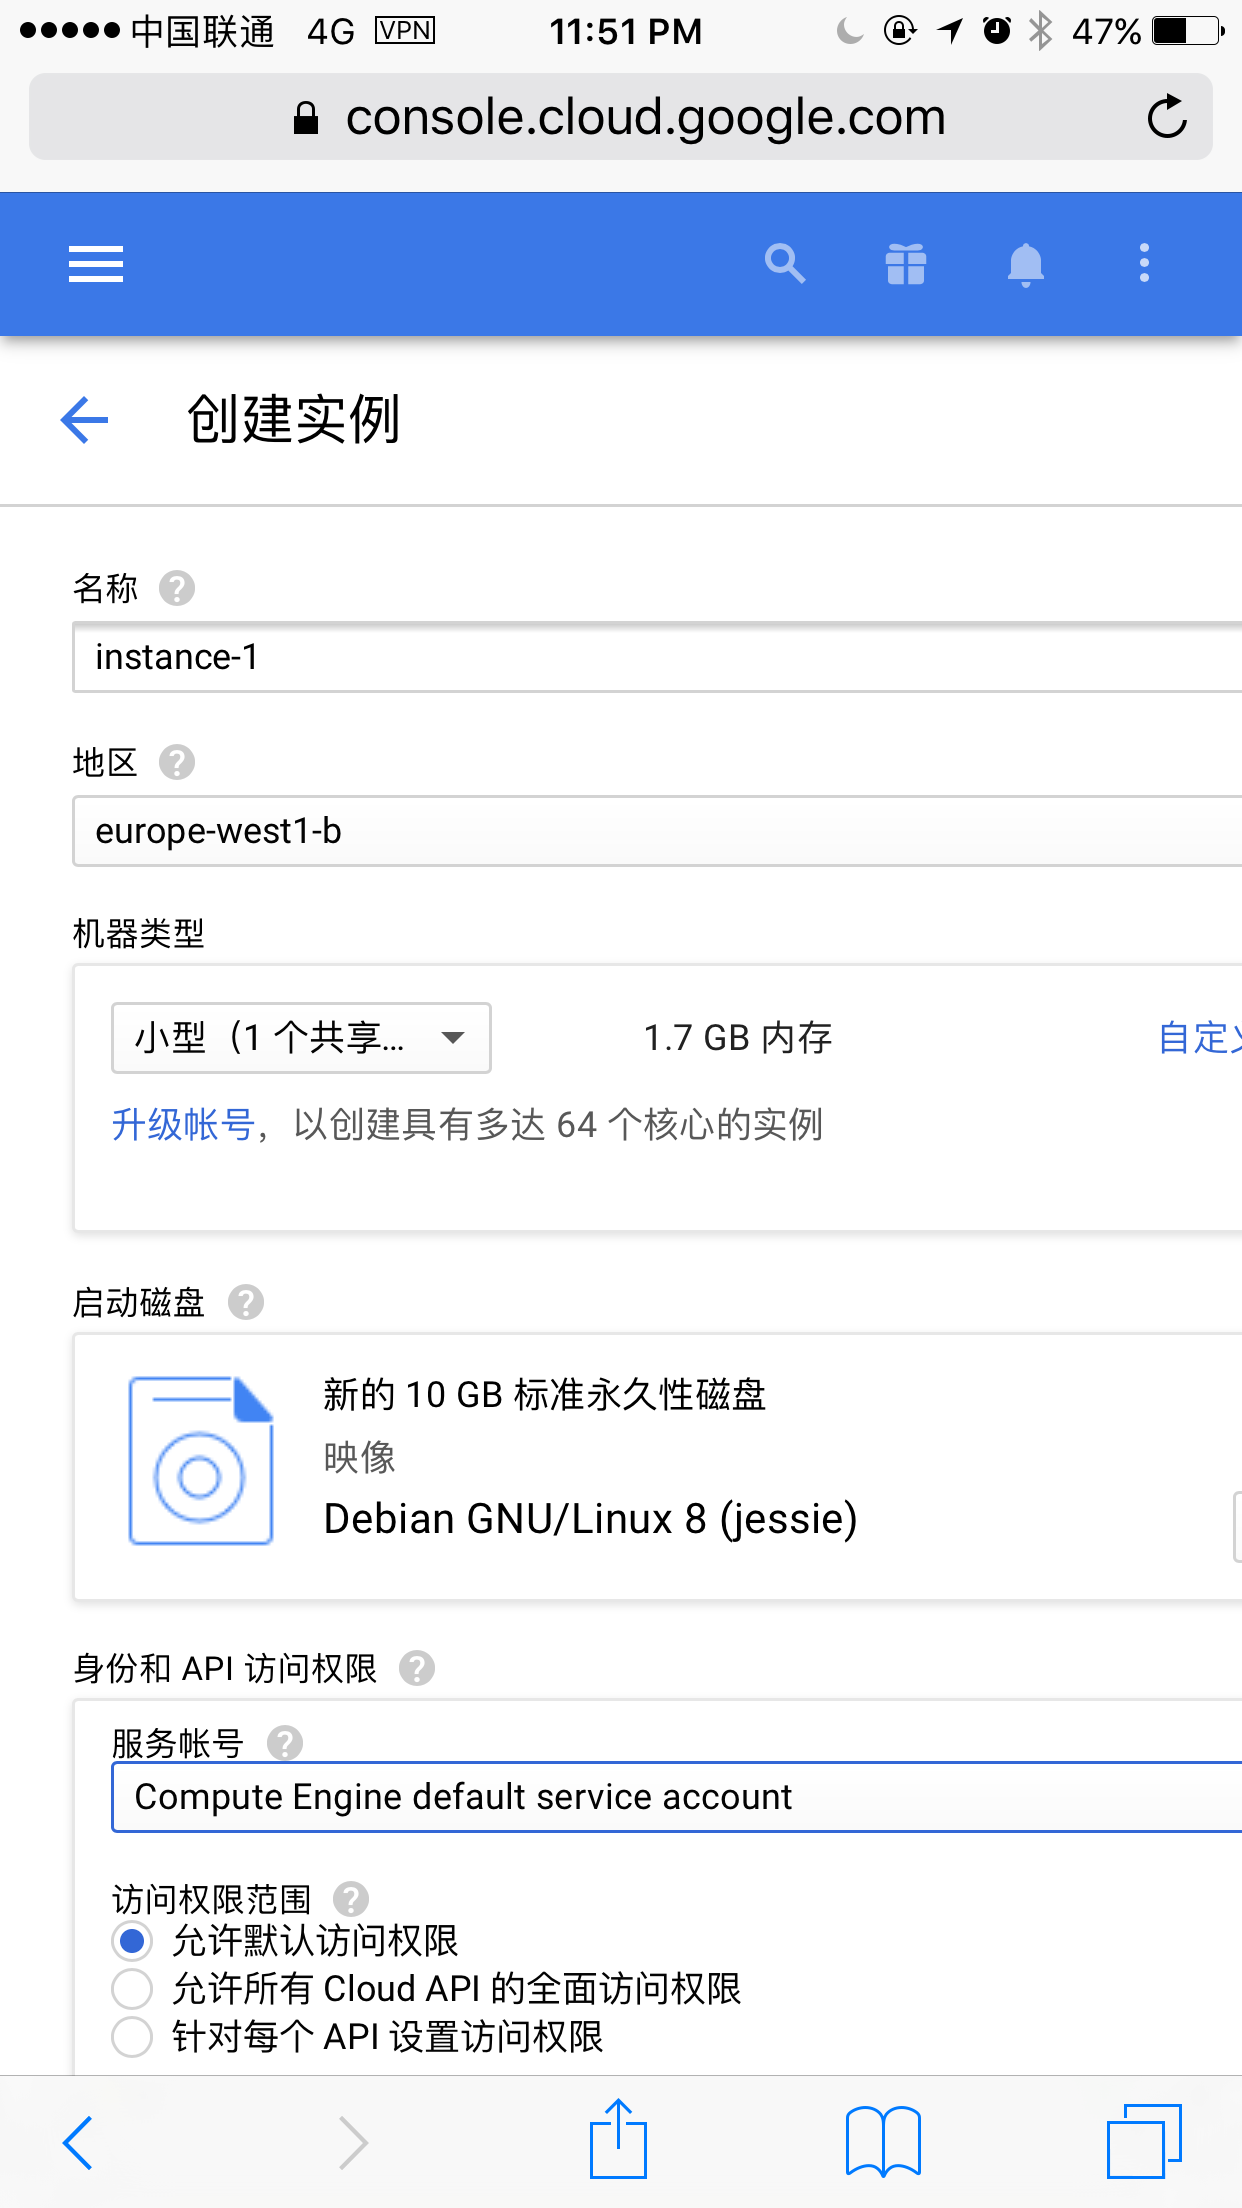 中国联通 4G VPN 11:51 PM 47%
console.cloud.google.com
创建实例
名称 ?
instance-1
地区 ?
europe-west1-b
机器类型
小型（1 个共享... 1.7 GB 内存 自定
升级帐号，以创建具有多达 64 个核心的实例
启动磁盘 ?
新的 10 GB 标准永久性磁盘
映像
Debian GNU/Linux 8 (jessie)
身份和 API 访问权限 ?
服务帐号 ?
Compute Engine default service account
访问权限范围 ?
允许默认访问权限
允许所有 Cloud API 的全面访问权限
针对每个 API 设置访问权限